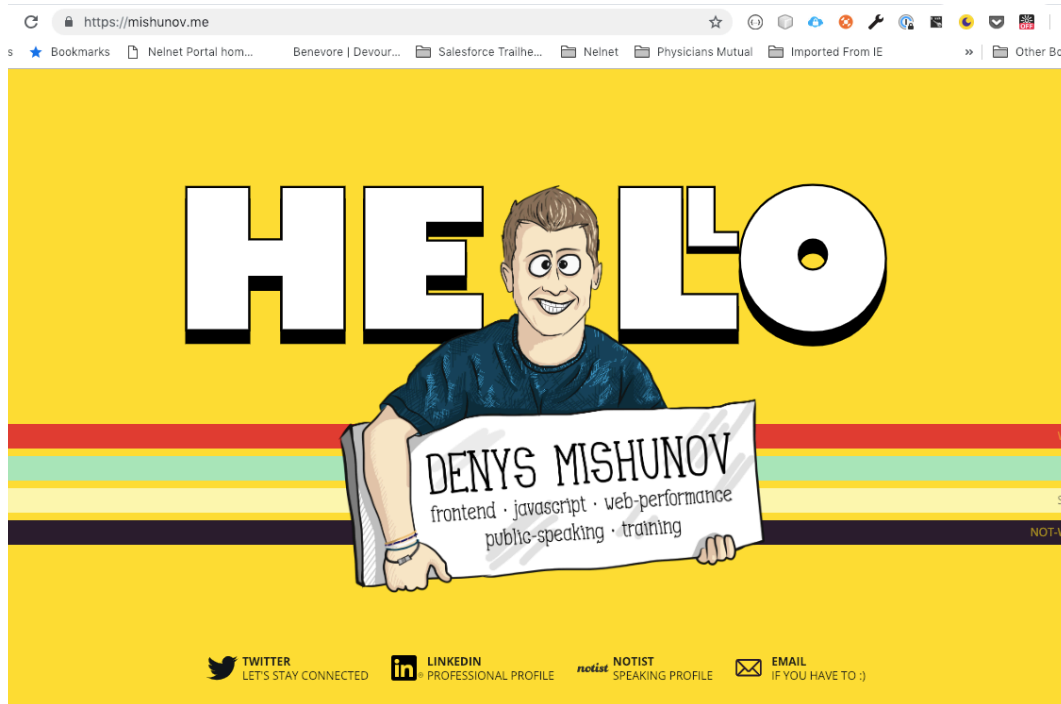 https://mishunov.me
s Bookmarks Nelnet Portal hom... Benevore | Devour... Salesforce Trailhe... Nelnet Physicians Mutual Imported From IE » Other Bo
OFF
HELLO
DENYS MISHUNOV
frontend · javascript · web-performance
public-speaking · training
NOT-W
TWITTER
LET'S STAY CONNECTED
LINKEDIN
PROFESSIONAL PROFILE
notist
NOTIST
SPEAKING PROFILE
EMAIL
IF YOU HAVE TO :)